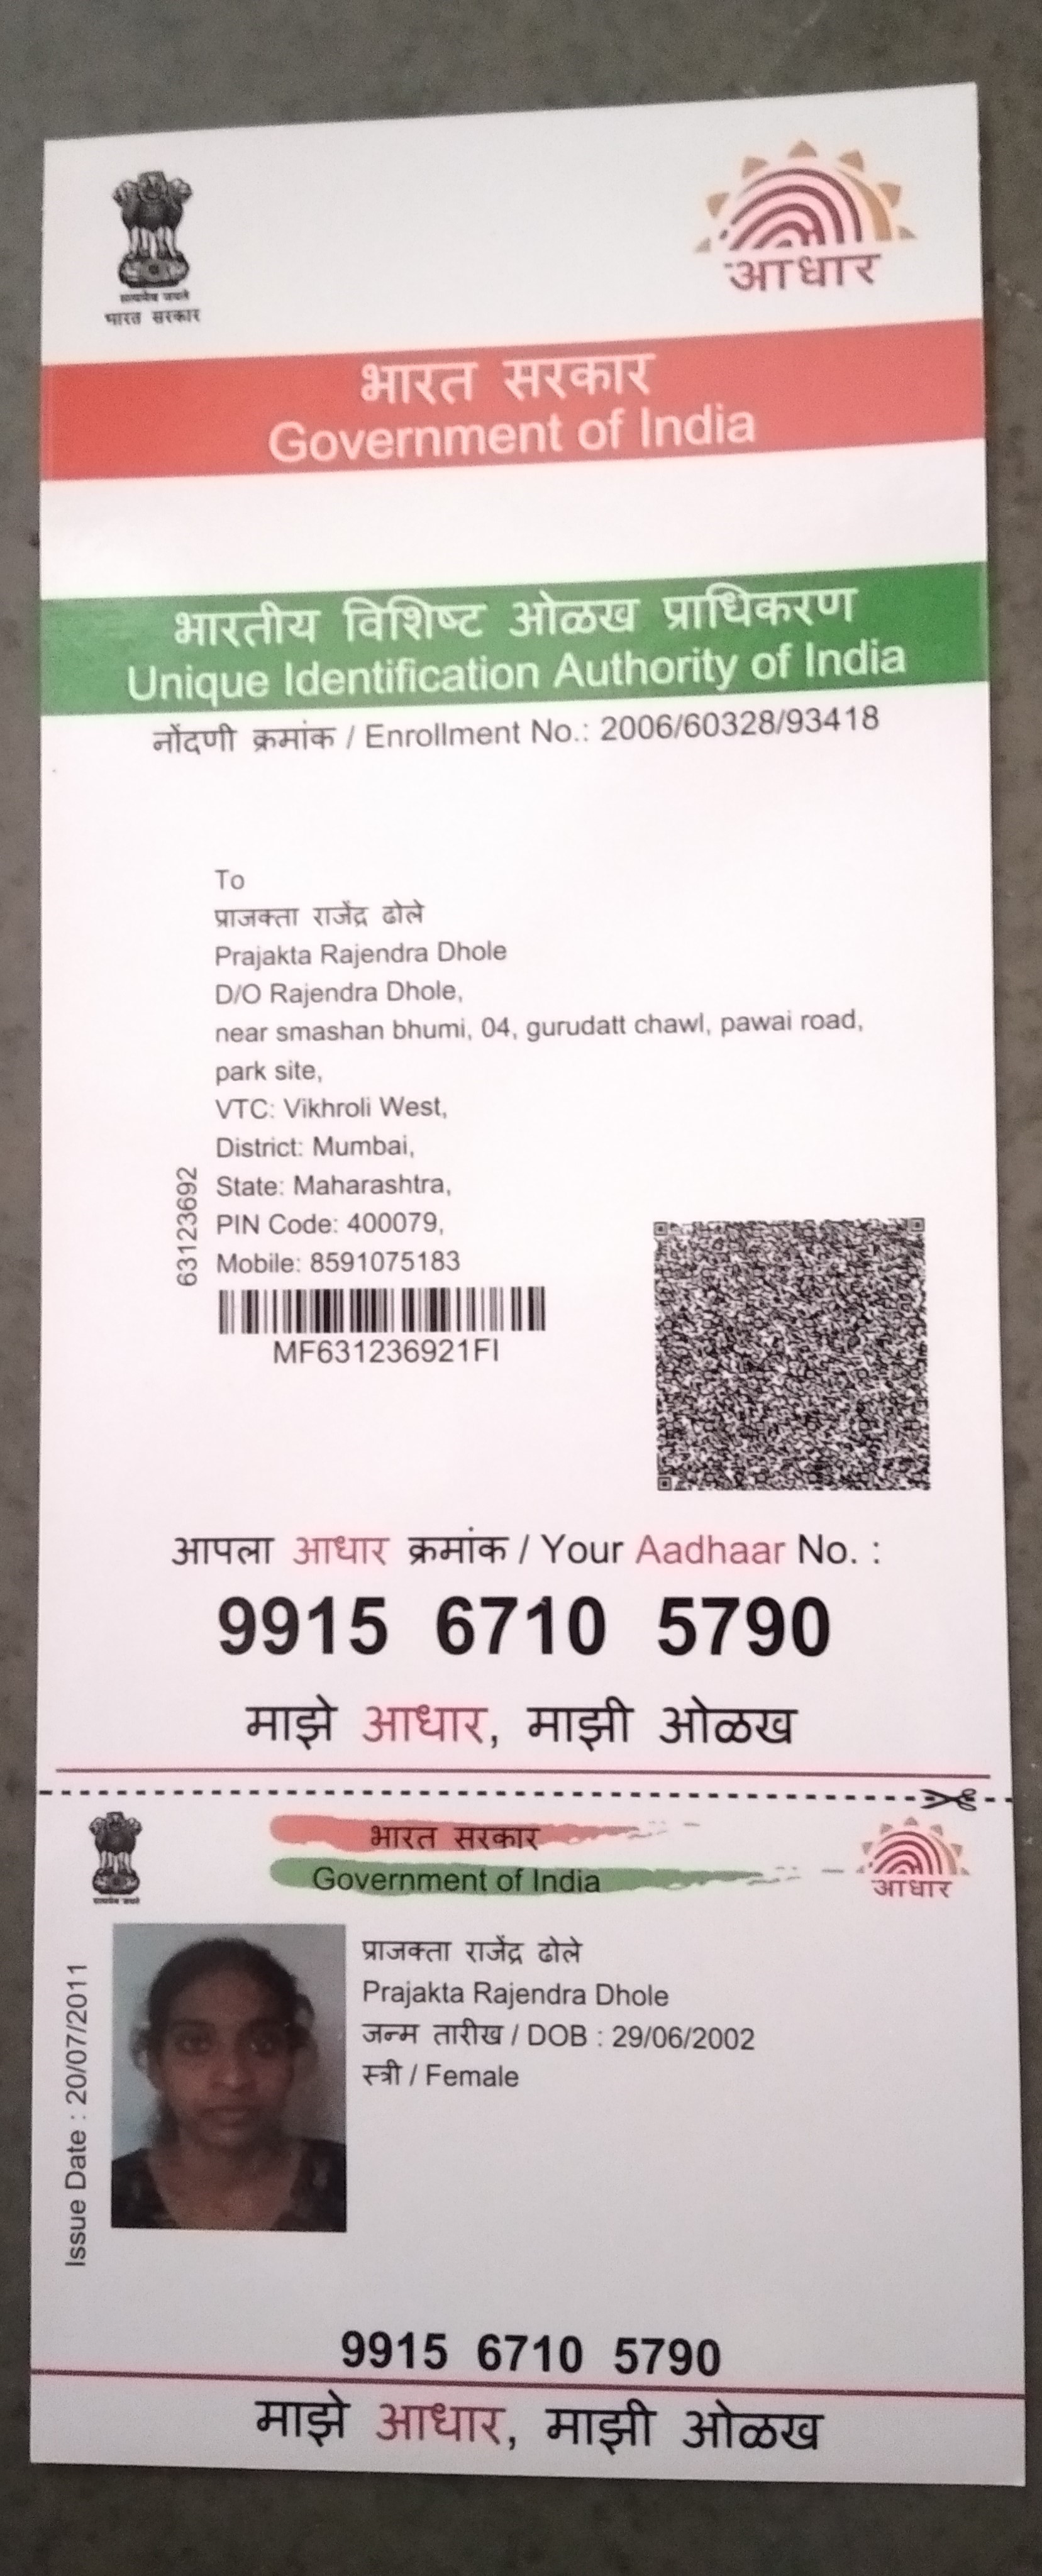 सत्यमेव जयते
भारत सरकार
आधार
भारत सरकार
Government of India
भारतीय विशिष्ट ओळख प्राधिकरण
Unique Identification Authority of India
नोंदणी क्रमांक / Enrollment No.: 2006/60328/93418
To
प्राजक्ता राजेंद्र ढोले
Prajakta Rajendra Dhole
D/O Rajendra Dhole,
near smashan bhumi, 04, gurudatt chawl, pawai road,
park site,
VTC: Vikhroli West,
District: Mumbai,
State: Maharashtra,
PIN Code: 400079,
Mobile: 8591075183
63123692
MF631236921FI
आपला आधार क्रमांक / Your Aadhaar No. :
9915 6710 5790
माझे आधार, माझी ओळख
सत्यमेव जयते
भारत सरकार
Government of India
आधार
Issue Date : 20/07/2011
प्राजक्ता राजेंद्र ढोले
Prajakta Rajendra Dhole
जन्म तारीख / DOB : 29/06/2002
स्त्री / Female
9915 6710 5790
माझे आधार, माझी ओळख